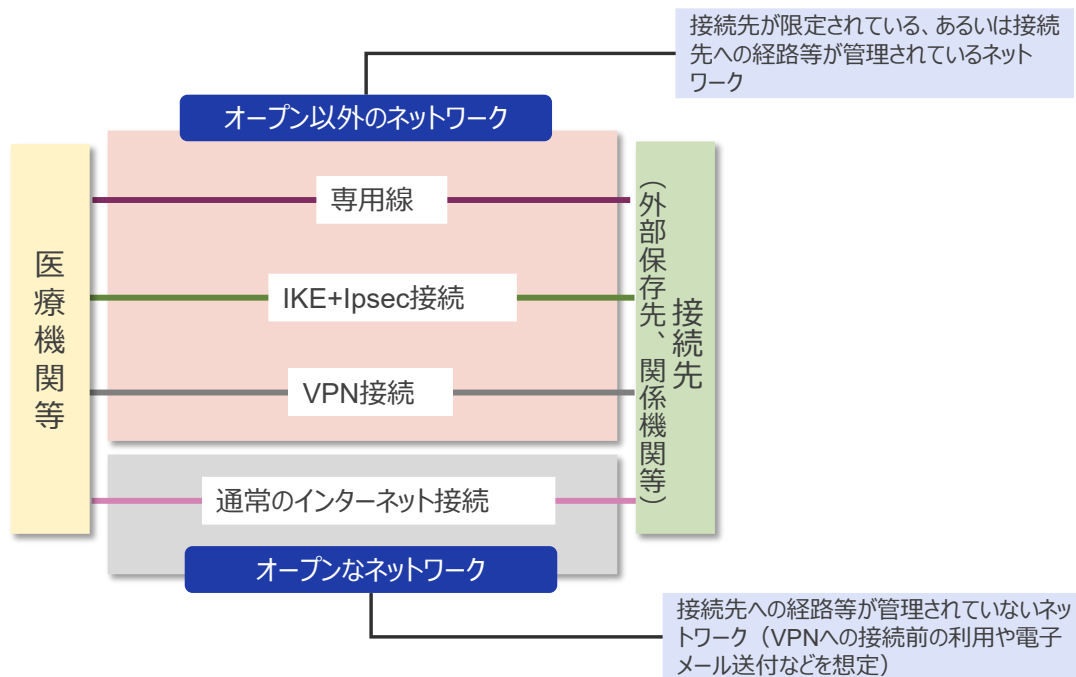 接続先が限定されている、あるいは接続
先への経路等が管理されているネット
ワーク
オープン以外のネットワーク
医療機関等
専用線
IKE+Ipsec接続
VPN接続
通常のインターネット接続
接続先
（外部保存先、関係機関等）
オープンなネットワーク
接続先への経路等が管理されていないネッ
トワーク（VPNへの接続前の利用や電子
メール送付などを想定）